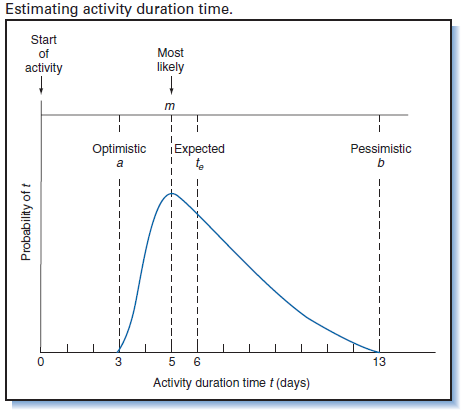 Estimating activity duration time.
Start
of
activity
Most
likely
m
Optimistic
a
Expected
te
Pessimistic
b
Probability of t
0 3 5 6 13
Activity duration time t (days)